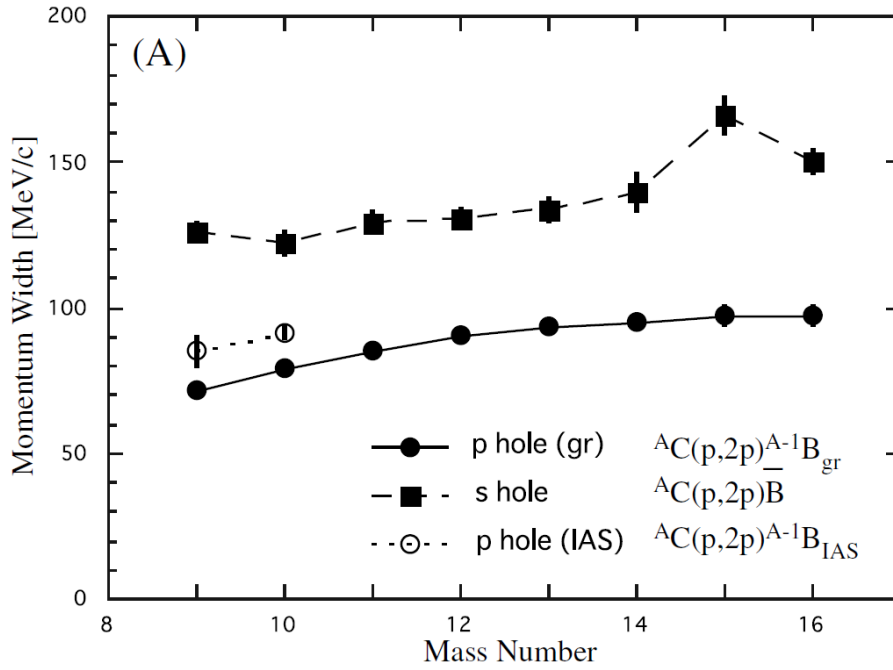 (A)
Momentum Width [MeV/c]
200
150
100
50
0
p hole (gr) ᴬC(p,2p)ᴬ⁻¹B_gr
s hole ᴬC(p,2p)B̅
p hole (IAS) ᴬC(p,2p)ᴬ⁻¹B_IAS
8 10 12 14 16
Mass Number